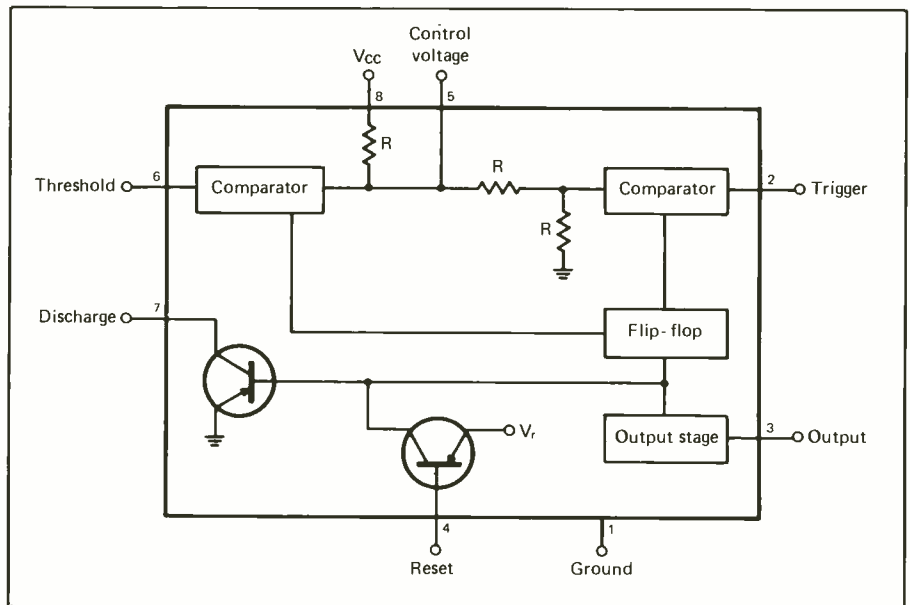 Control
voltage
Vcc
8
5
R
R
6
Threshold
Comparator
Comparator
2
Trigger
R
7
Discharge
Flip-flop
Vr
Output stage
3
Output
4
1
Reset
Ground